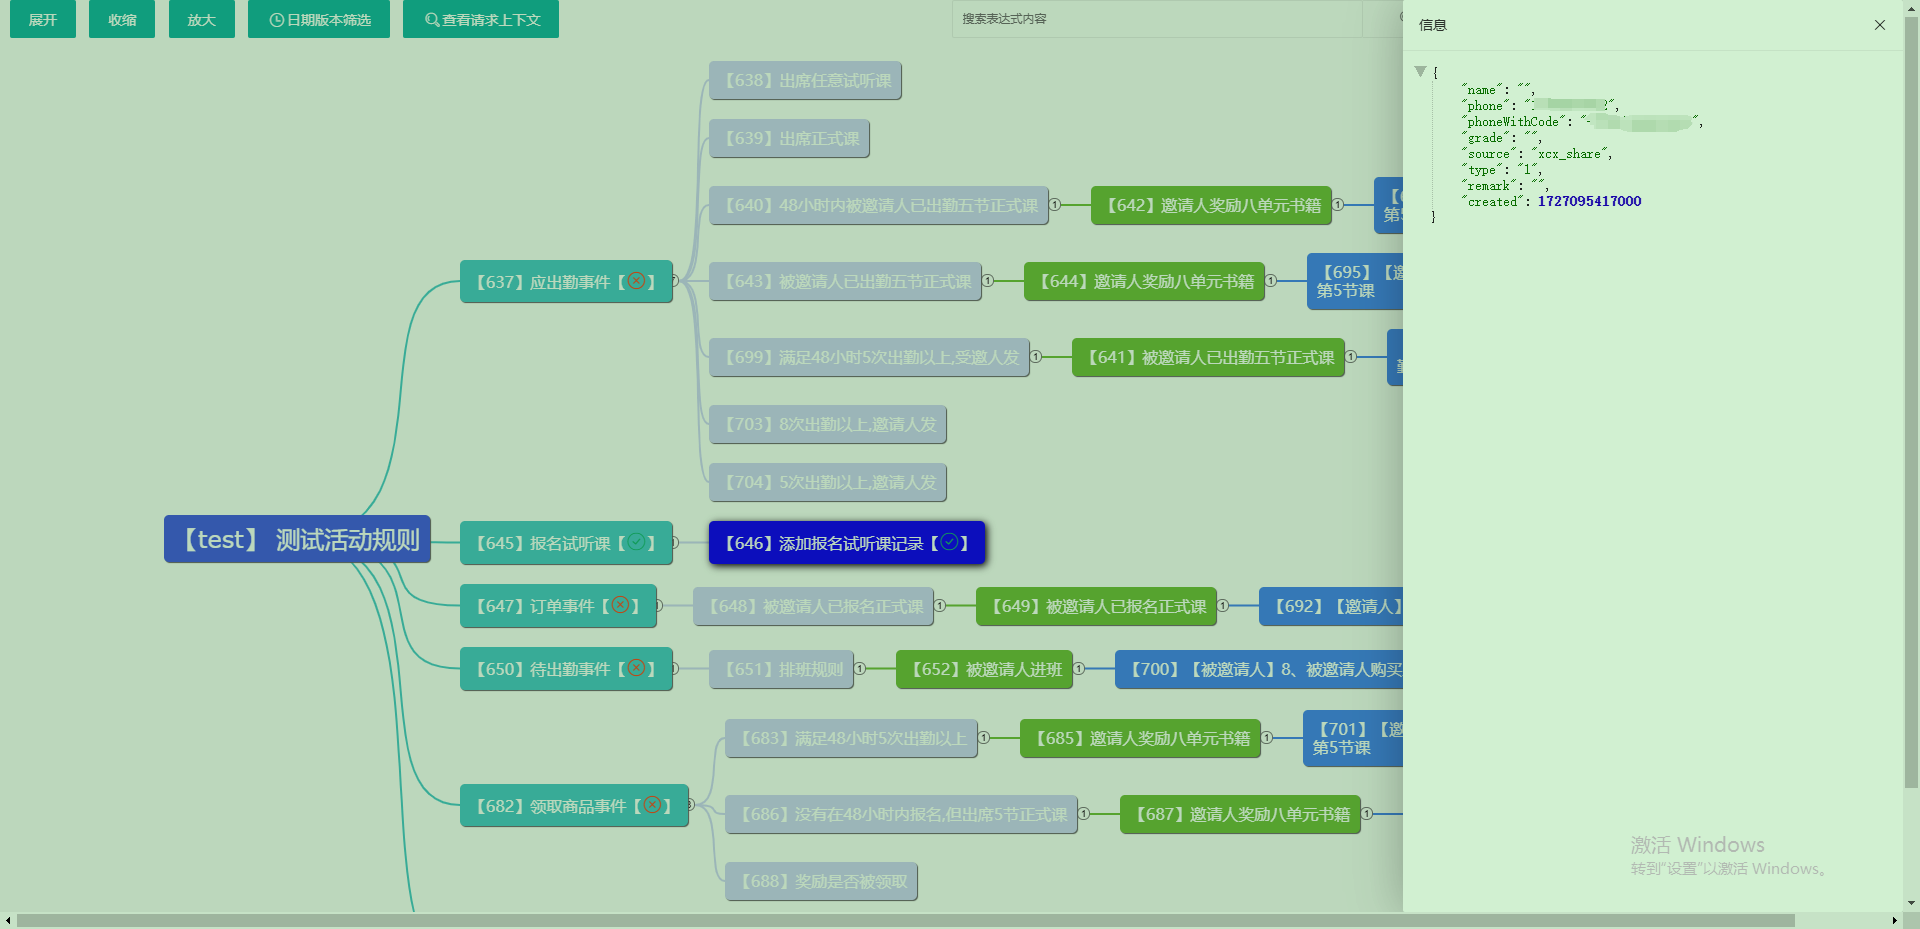 展开 收缩 放大 日期版本筛选 查看请求上下文 搜索表达式内容
【638】出席任意试听课
【639】出席正式课
【640】48小时内被邀请人已出勤五节正式课 1 【642】邀请人奖励八单元书籍 1
【637】应出勤事件【】 【643】被邀请人已出勤五节正式课 1 【644】邀请人奖励八单元书籍 1 【695】【邀
第5节课
【699】满足48小时5次出勤以上,受邀人发 1 【641】被邀请人已出勤五节正式课 1
【703】8次出勤以上,邀请人发
【704】5次出勤以上,邀请人发
【test】 测试活动规则
【645】报名试听课【】 【646】添加报名试听课记录【】
【647】订单事件【】 【648】被邀请人已报名正式课 1 【649】被邀请人已报名正式课 1 【692】【邀请人】
【650】待出勤事件【】 【651】排班规则 1 【652】被邀请人进班 1 【700】【被邀请人】8、被邀请人购买
【683】满足48小时5次出勤以上 1 【685】邀请人奖励八单元书籍 1 【701】【邀
第5节课
【682】领取商品事件【】 【686】没有在48小时内报名,但出席5节正式课 1 【687】邀请人奖励八单元书籍 1
【688】奖励是否被领取
信息
{
"name": "",
"phone": "
"phoneWithCode": "
"grade": "",
"source": "xcx_share",
"type": "1",
"remark": "",
"created": 1727095417000
}
激活 Windows
转到"设置"以激活 Windows。